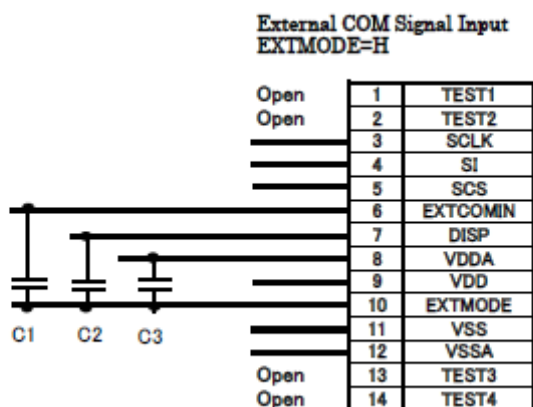 External COM Signal Input
EXTMODE=H
Open 1 TEST1
Open 2 TEST2
3 SCLK
4 SI
5 SCS
6 EXTCOMIN
7 DISP
8 VDDA
9 VDD
10 EXTMODE
11 VSS
12 VSSA
Open 13 TEST3
Open 14 TEST4
C1 C2 C3